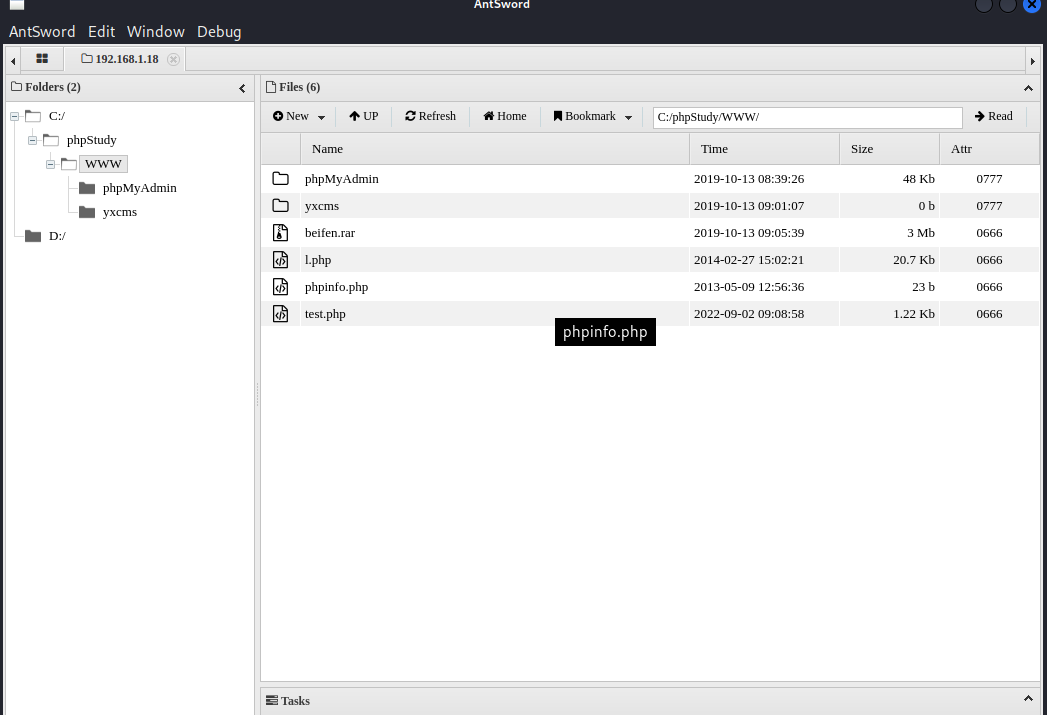 AntSword
AntSword Edit Window Debug
192.168.1.18
Folders (2)
Files (6)
New UP Refresh Home Bookmark C:/phpStudy/WWW/ Read
Name Time Size Attr
C:/
phpStudy
WWW
phpMyAdmin
yxcms
D:/
phpMyAdmin 2019-10-13 08:39:26 48 Kb 0777
yxcms 2019-10-13 09:01:07 0 b 0777
beifen.rar 2019-10-13 09:05:39 3 Mb 0666
l.php 2014-02-27 15:02:21 20.7 Kb 0666
phpinfo.php 2013-05-09 12:56:36 23 b 0666
test.php 2022-09-02 09:08:58 1.22 Kb 0666
phpinfo.php
Tasks